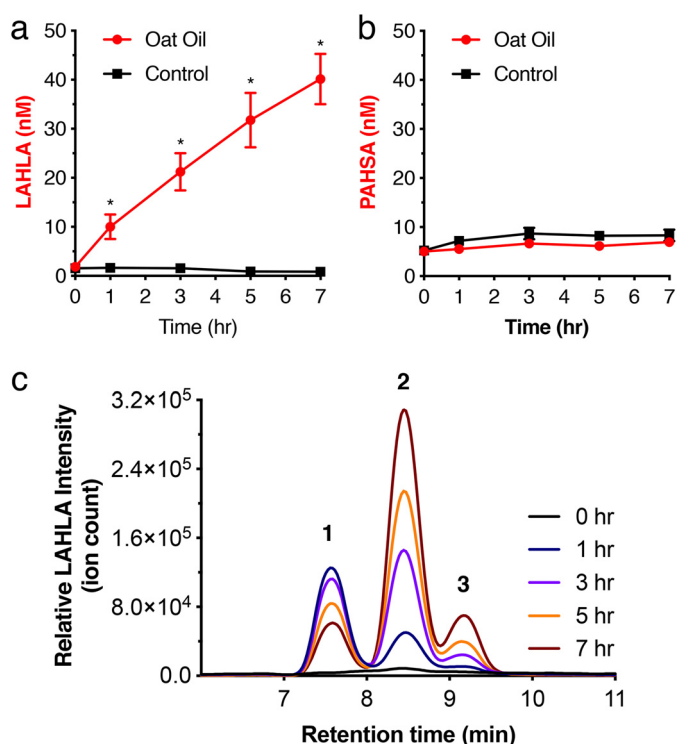 a
Oat Oil
Control
*
*
*
*
LAHLA (nM)
50
40
30
20
10
0
0 1 2 3 4 5 6 7
Time (hr)
b
Oat Oil
Control
PAHSA (nM)
50
40
30
20
10
0
0 1 2 3 4 5 6 7
Time (hr)
c
Relative LAHLA Intensity
(ion count)
3.2×10⁵
2.4×10⁵
1.6×10⁵
8.0×10⁴
0.0
1
2
3
0 hr
1 hr
3 hr
5 hr
7 hr
7 8 9 10 11
Retention time (min)